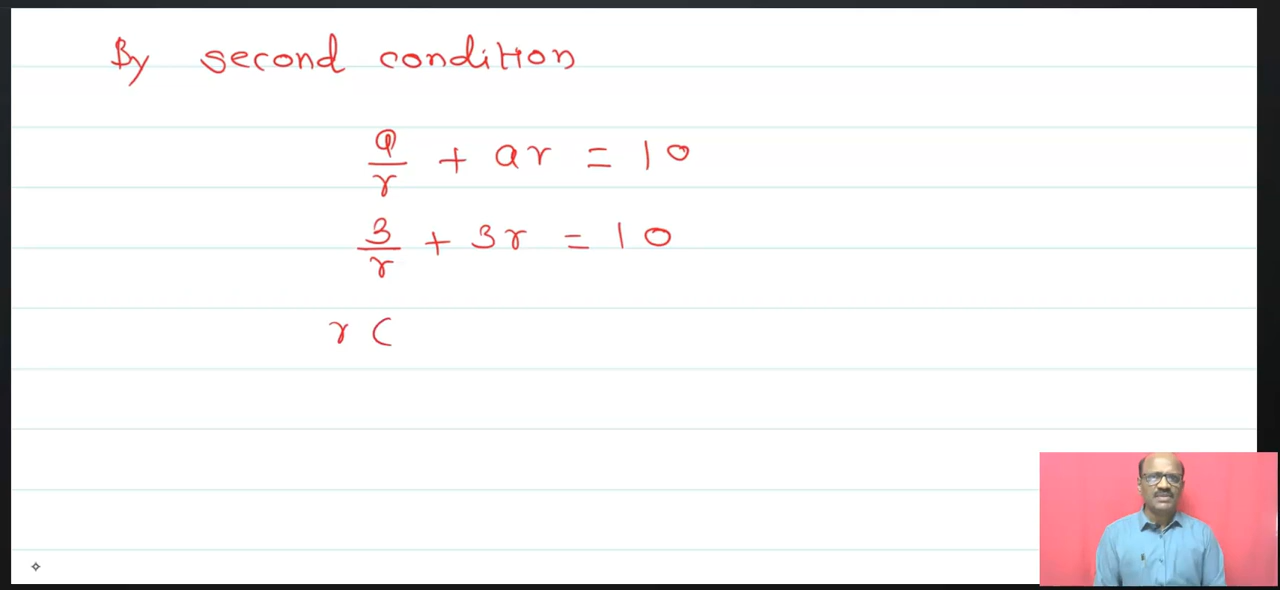 By second condition
a/r + ar = 10
3/r + 3r = 10
r (